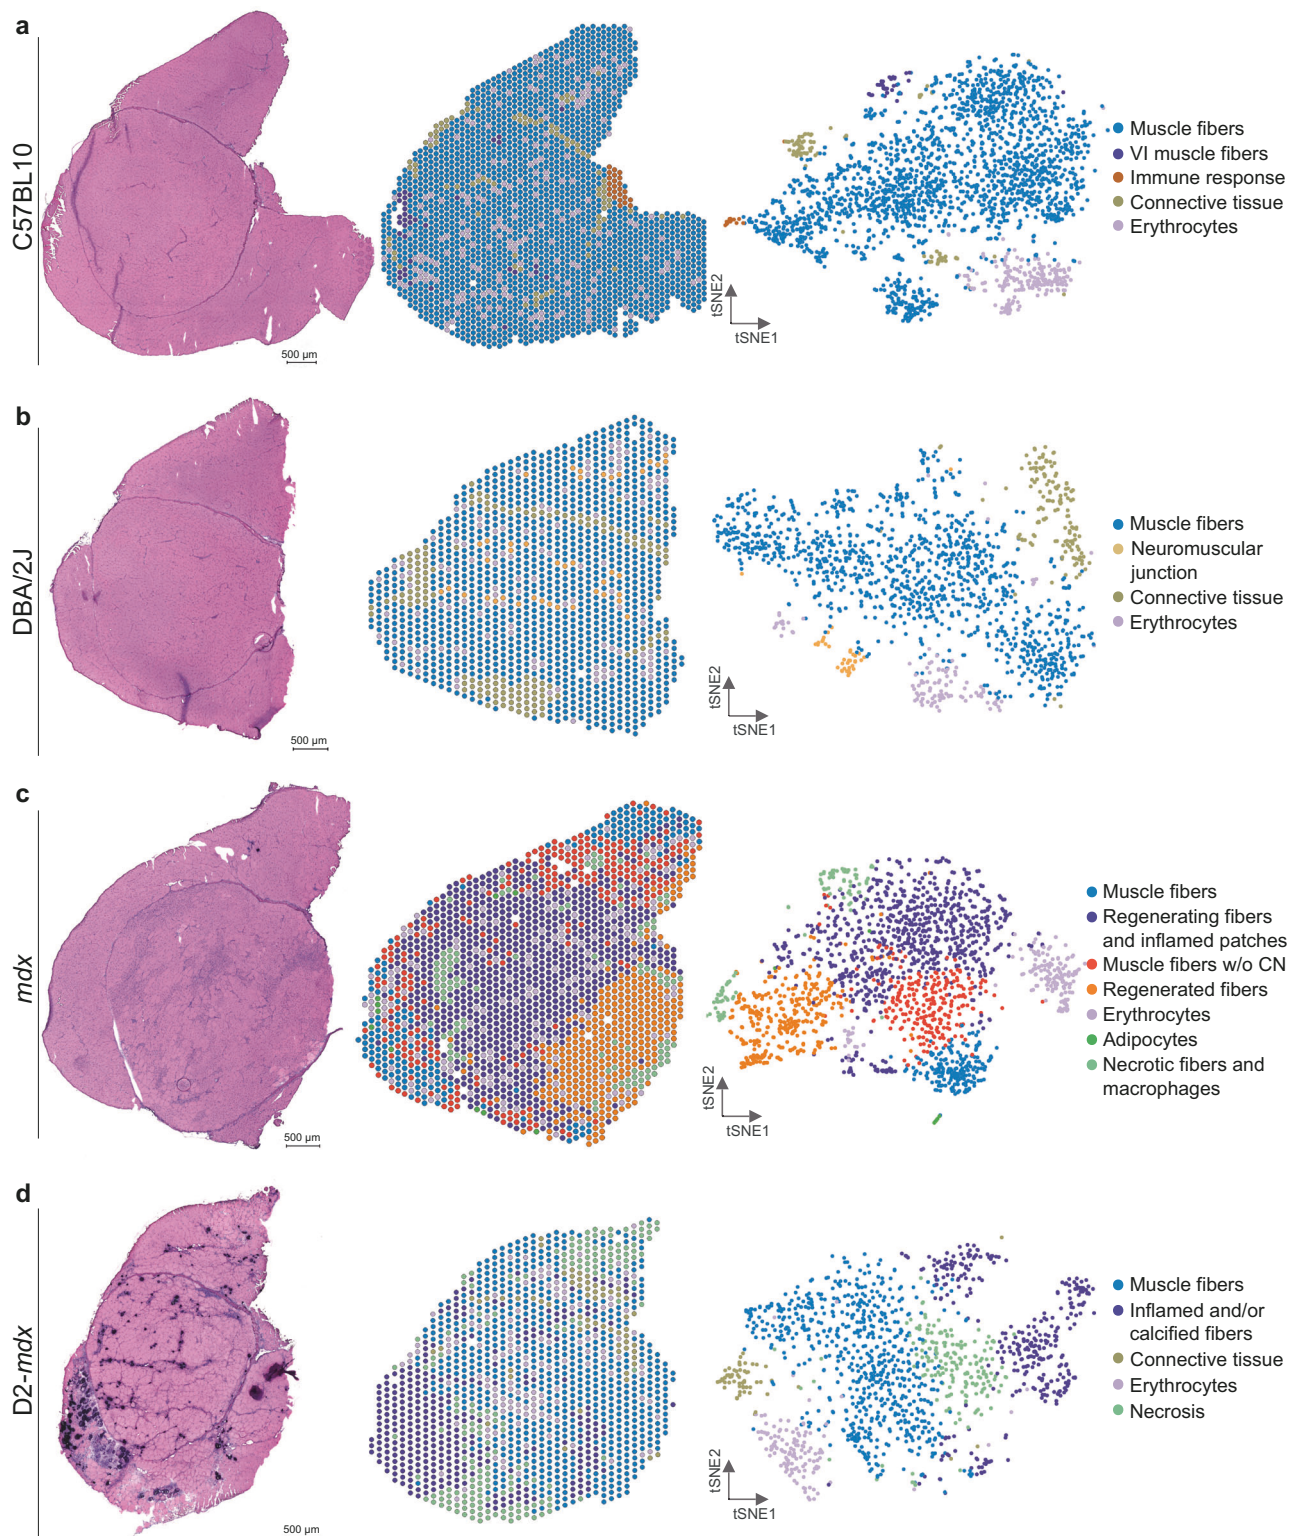 a
C57BL10
500 µm
tSNE2
tSNE1
Muscle fibers
VI muscle fibers
Immune response
Connective tissue
Erythrocytes
b
DBA/2J
500 µm
tSNE2
tSNE1
Muscle fibers
Neuromuscular
junction
Connective tissue
Erythrocytes
c
mdx
500 µm
tSNE2
tSNE1
Muscle fibers
Regenerating fibers
and inflamed patches
Muscle fibers w/o CN
Regenerated fibers
Erythrocytes
Adipocytes
Necrotic fibers and
macrophages
d
D2-mdx
500 µm
tSNE2
tSNE1
Muscle fibers
Inflamed and/or
calcified fibers
Connective tissue
Erythrocytes
Necrosis